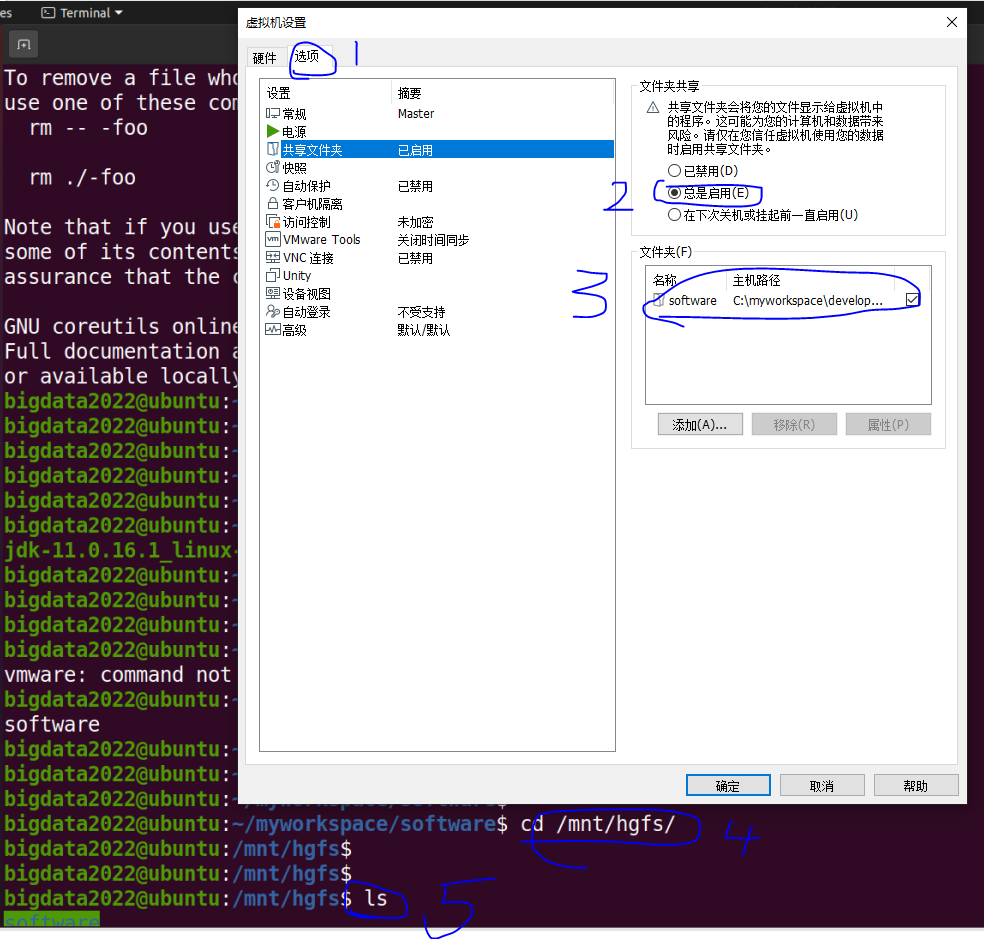 es
Terminal
To remove a file who
use one of these com
rm -- -foo
rm ./-foo
Note that if you use
some of its contents
assurance that the c
GNU coreutils online
Full documentation a
or available locally
bigdata2022@ubuntu:~
bigdata2022@ubuntu:~
bigdata2022@ubuntu:~
bigdata2022@ubuntu:~
bigdata2022@ubuntu:~
bigdata2022@ubuntu:~
jdk-11.0.16.1_linux-
bigdata2022@ubuntu:~
bigdata2022@ubuntu:~
bigdata2022@ubuntu:~
bigdata2022@ubuntu:~
vmware: command not
bigdata2022@ubuntu:~
software
bigdata2022@ubuntu:~
bigdata2022@ubuntu:~
bigdata2022@ubuntu:~/myworkspace/software$
bigdata2022@ubuntu:~/myworkspace/software$ cd /mnt/hgfs/
bigdata2022@ubuntu:/mnt/hgfs$
bigdata2022@ubuntu:/mnt/hgfs$
bigdata2022@ubuntu:/mnt/hgfs$ ls
software
虚拟机设置
硬件 选项
1
设置 摘要
常规 Master
电源
共享文件夹 已启用
快照
自动保护 已禁用
客户机隔离
访问控制 未加密
VMware Tools 关闭时间同步
VNC 连接 已禁用
Unity
设备视图
自动登录 不受支持
高级 默认/默认
文件夹共享
共享文件夹会将您的文件显示给虚拟机中
的程序。这可能为您的计算机和数据带来
风险。请仅在您信任虚拟机使用您的数据
时启用共享文件夹。
已禁用(D)
2
总是启用(E)
在下次关机或挂起前一直启用(U)
文件夹(F)
3
名称 主机路径
software C:\myworkspace\develop...
添加(A)... 移除(R) 属性(P)
确定 取消 帮助
4
5